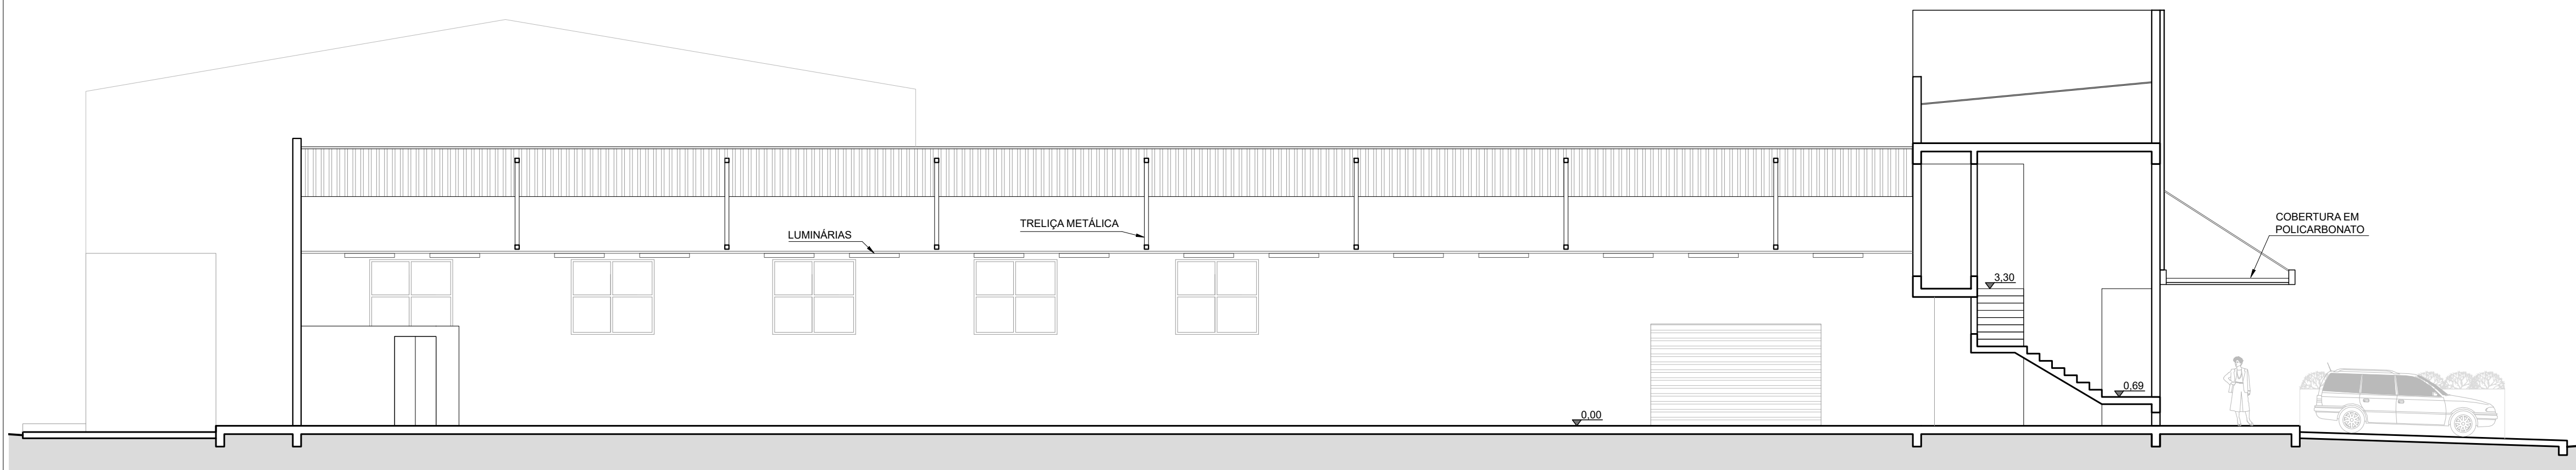 LUMINÁRIAS
TRELIÇA METÁLICA
COBERTURA EM
POLICARBONATO
3,30
0,69
0,00